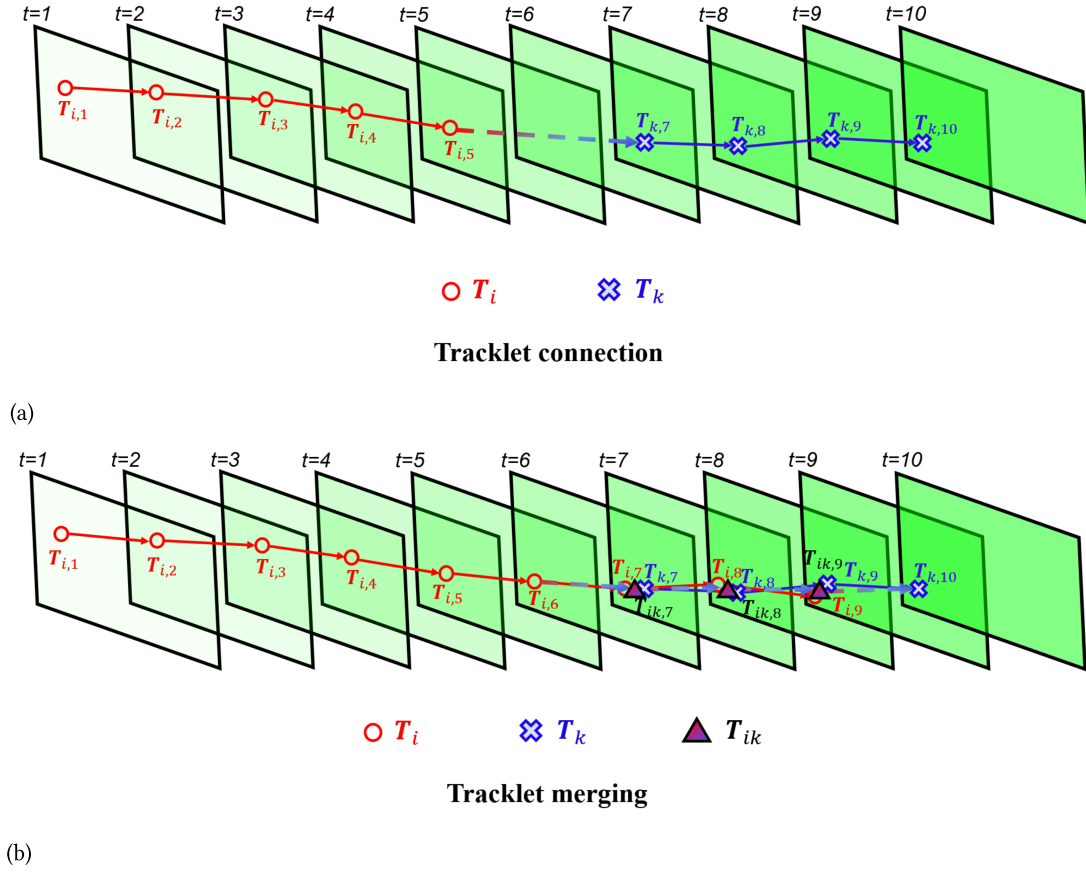 t=1 t=2 t=3 t=4 t=5 t=6 t=7 t=8 t=9 t=10
T_{i,1} T_{i,2} T_{i,3} T_{i,4} T_{i,5} T_{k,7} T_{k,8} T_{k,9} T_{k,10}
T_i T_k
Tracklet connection
(a)
t=1 t=2 t=3 t=4 t=5 t=6 t=7 t=8 t=9 t=10
T_{i,1} T_{i,2} T_{i,3} T_{i,4} T_{i,5} T_{i,6} T_{i,7} T_{k,7} T_{i,8} T_{k,8} T_{ik,9} T_{k,9} T_{k,10}
T_{ik,7} T_{ik,8} T_{i,9}
T_i T_k T_{ik}
Tracklet merging
(b)